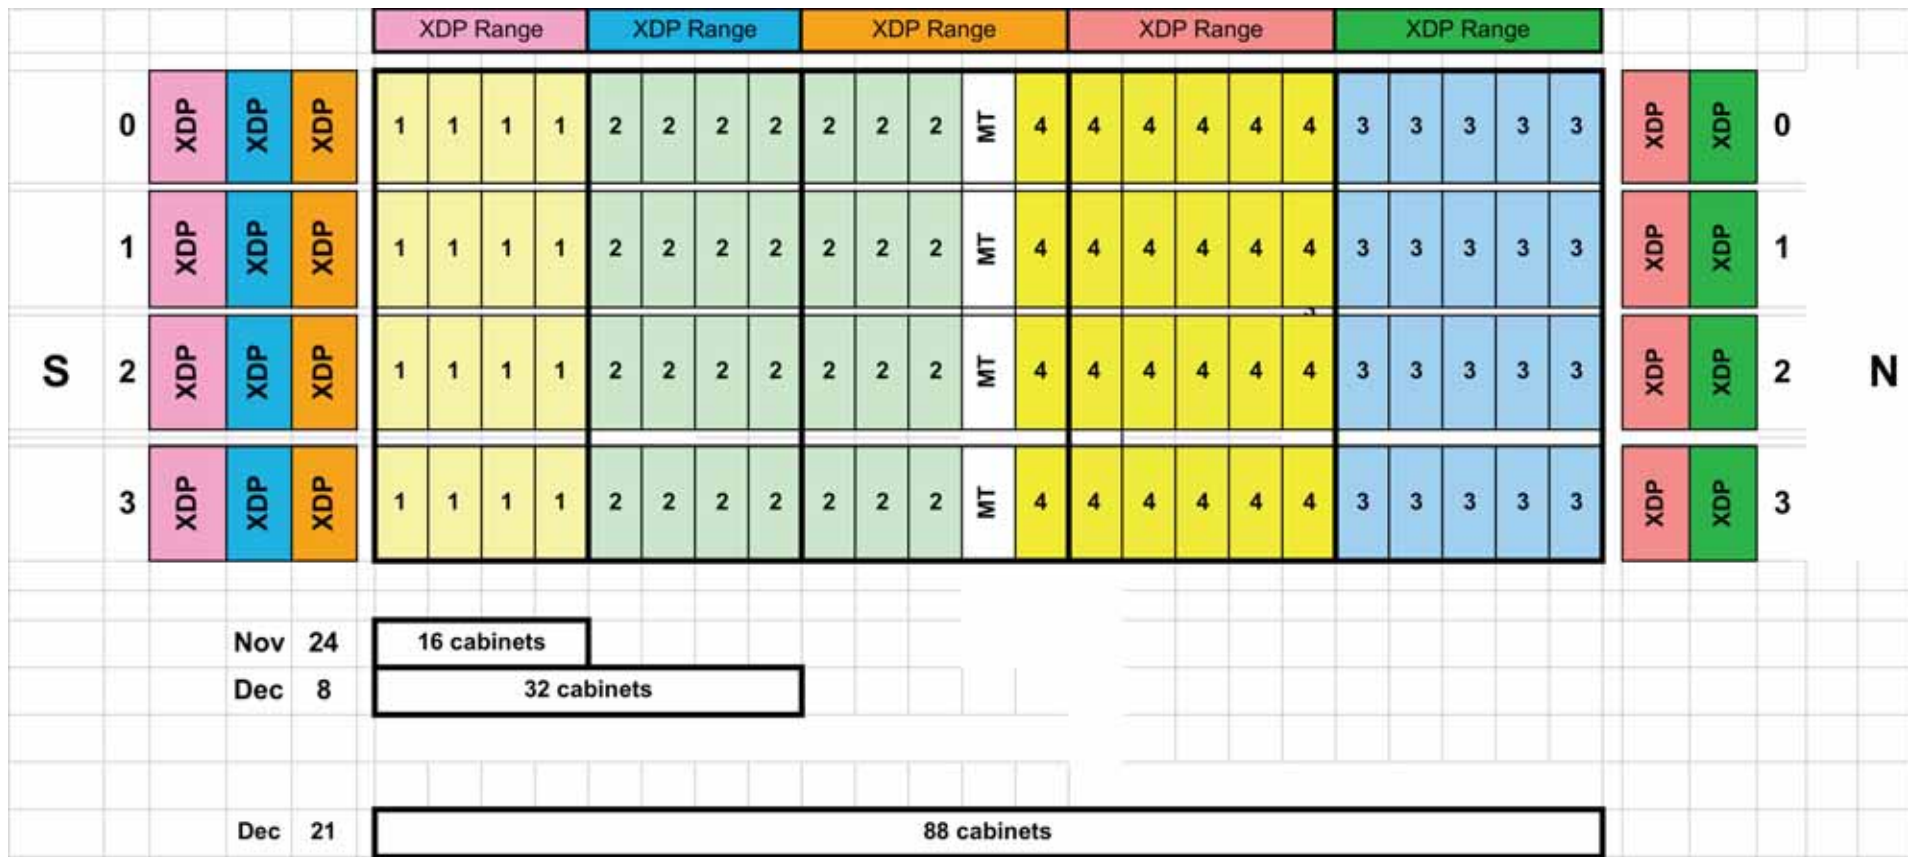 XDP Range XDP Range XDP Range XDP Range XDP Range
0 XDP XDP XDP 1 1 1 1 2 2 2 2 2 2 2 MT 4 4 4 4 4 4 3 3 3 3 3 XDP XDP 0
1 XDP XDP XDP 1 1 1 1 2 2 2 2 2 2 2 MT 4 4 4 4 4 4 3 3 3 3 3 XDP XDP 1
S 2 XDP XDP XDP 1 1 1 1 2 2 2 2 2 2 2 MT 4 4 4 4 4 4 3 3 3 3 3 XDP XDP 2 N
3 XDP XDP XDP 1 1 1 1 2 2 2 2 2 2 2 MT 4 4 4 4 4 4 3 3 3 3 3 XDP XDP 3
Nov 24 16 cabinets
Dec 8 32 cabinets
Dec 21 88 cabinets